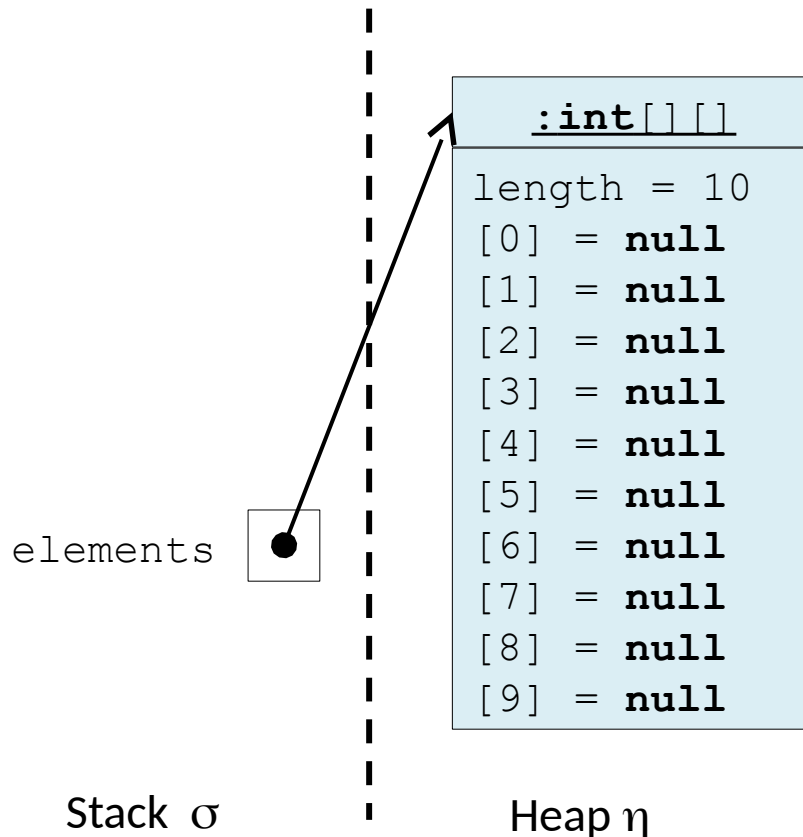 :int[][]
length = 10
[0] = null
[1] = null
[2] = null
[3] = null
[4] = null
[5] = null
[6] = null
[7] = null
[8] = null
[9] = null
elements
Stack σ
Heap η